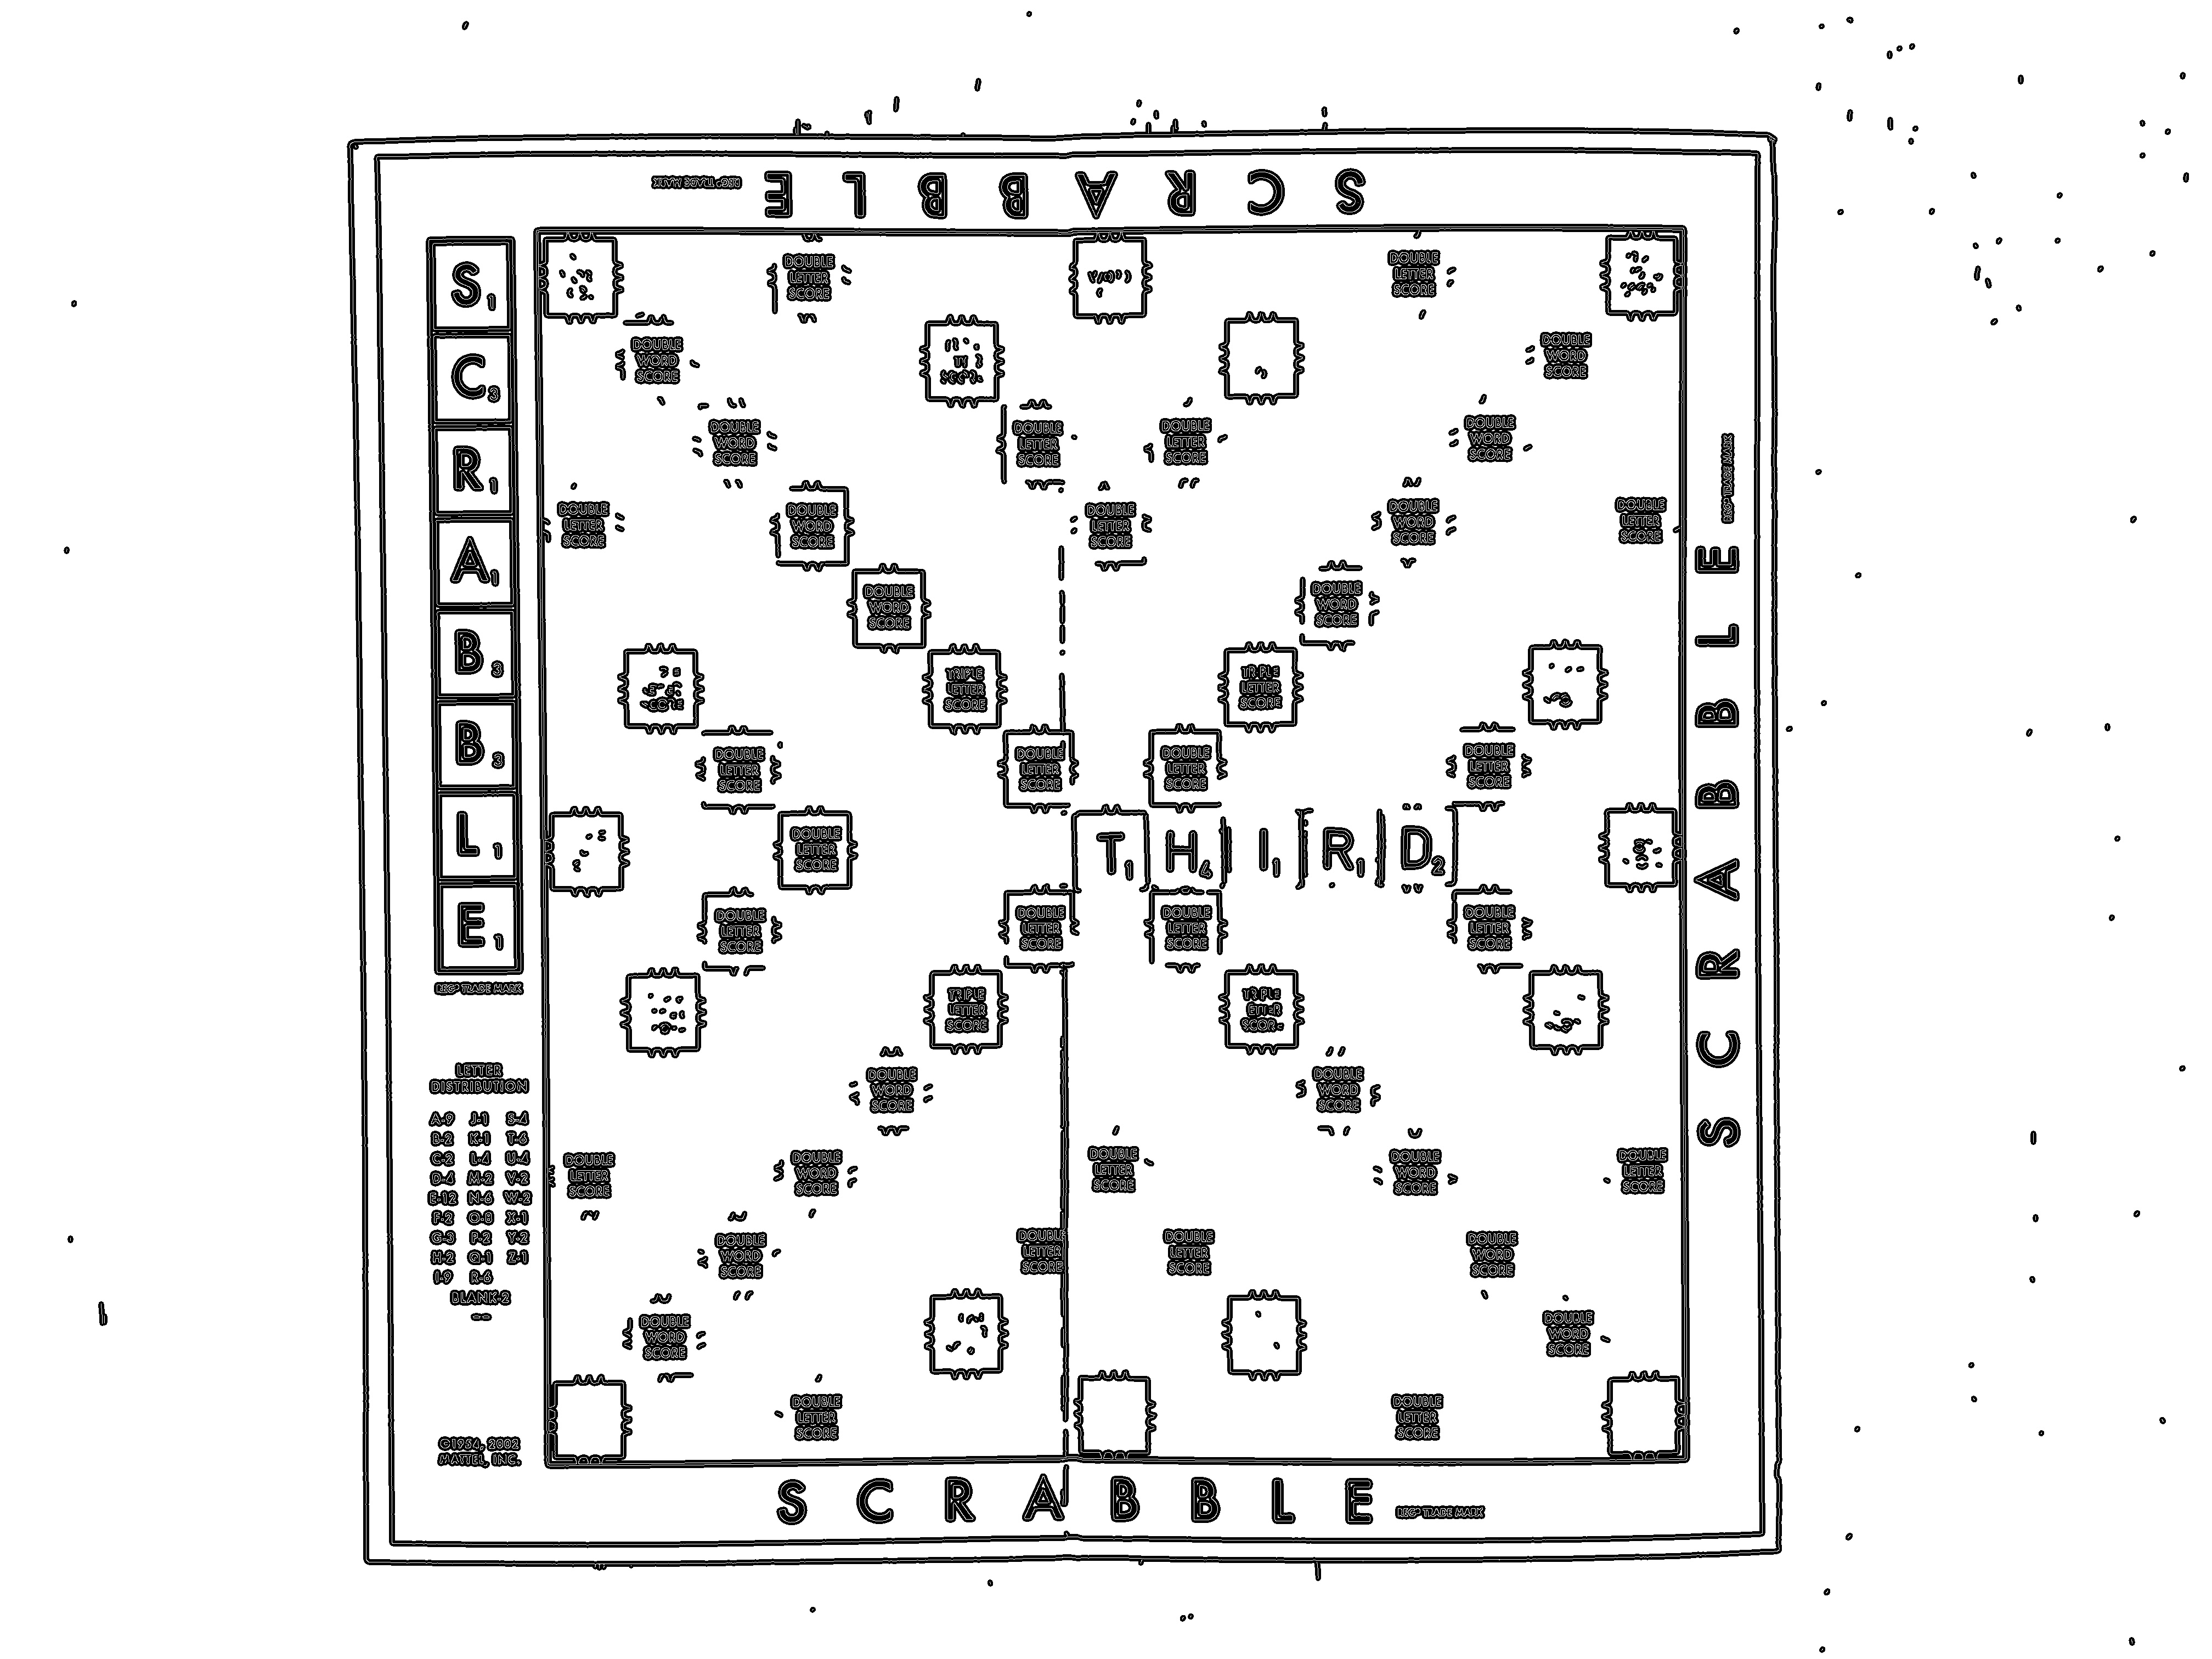 SCRABBLE REG'D TRADE MARK
S1
C3
R1
A1
B3
B3
L1
E1
REG'D TRADE MARK
LETTER
DISTRIBUTION
A-9 J-1 S-4
B-2 K-1 T-6
C-2 L-4 U-4
D-4 M-2 V-2
E-12 N-6 W-2
F-2 O-8 X-1
G-3 P-2 Y-2
H-2 Q-1 Z-1
I-9 R-6
BLANK-2
©1954, 2002
MATTEL, INC.
DOUBLE DOUBLE
LETTER LETTER
SCORE SCORE
DOUBLE DOUBLE
WORD WORD
SCORE SCORE
DOUBLE DOUBLE DOUBLE DOUBLE
WORD LETTER LETTER WORD
SCORE SCORE SCORE SCORE
DOUBLE DOUBLE DOUBLE DOUBLE DOUBLE
LETTER WORD LETTER WORD LETTER
SCORE SCORE SCORE SCORE SCORE
DOUBLE DOUBLE
WORD WORD
SCORE SCORE
TRIPLE TRIPLE
LETTER LETTER
SCORE SCORE
DOUBLE DOUBLE DOUBLE DOUBLE
LETTER LETTER LETTER LETTER
SCORE SCORE SCORE SCORE
DOUBLE
LETTER
SCORE
T1 H4 I1 R1 D2
DOUBLE DOUBLE DOUBLE DOUBLE
LETTER LETTER LETTER LETTER
SCORE SCORE SCORE SCORE
TRIPLE TRIPLE
LETTER LETTER
SCORE SCORE
DOUBLE DOUBLE
WORD WORD
SCORE SCORE
DOUBLE DOUBLE DOUBLE DOUBLE DOUBLE
LETTER WORD LETTER WORD LETTER
SCORE SCORE SCORE SCORE SCORE
DOUBLE DOUBLE DOUBLE DOUBLE
WORD LETTER LETTER WORD
SCORE SCORE SCORE SCORE
DOUBLE DOUBLE
WORD WORD
SCORE SCORE
DOUBLE DOUBLE
LETTER LETTER
SCORE SCORE
SCRABBLE REG'D TRADE MARK
SCRABBLE REG'D TRADE MARK